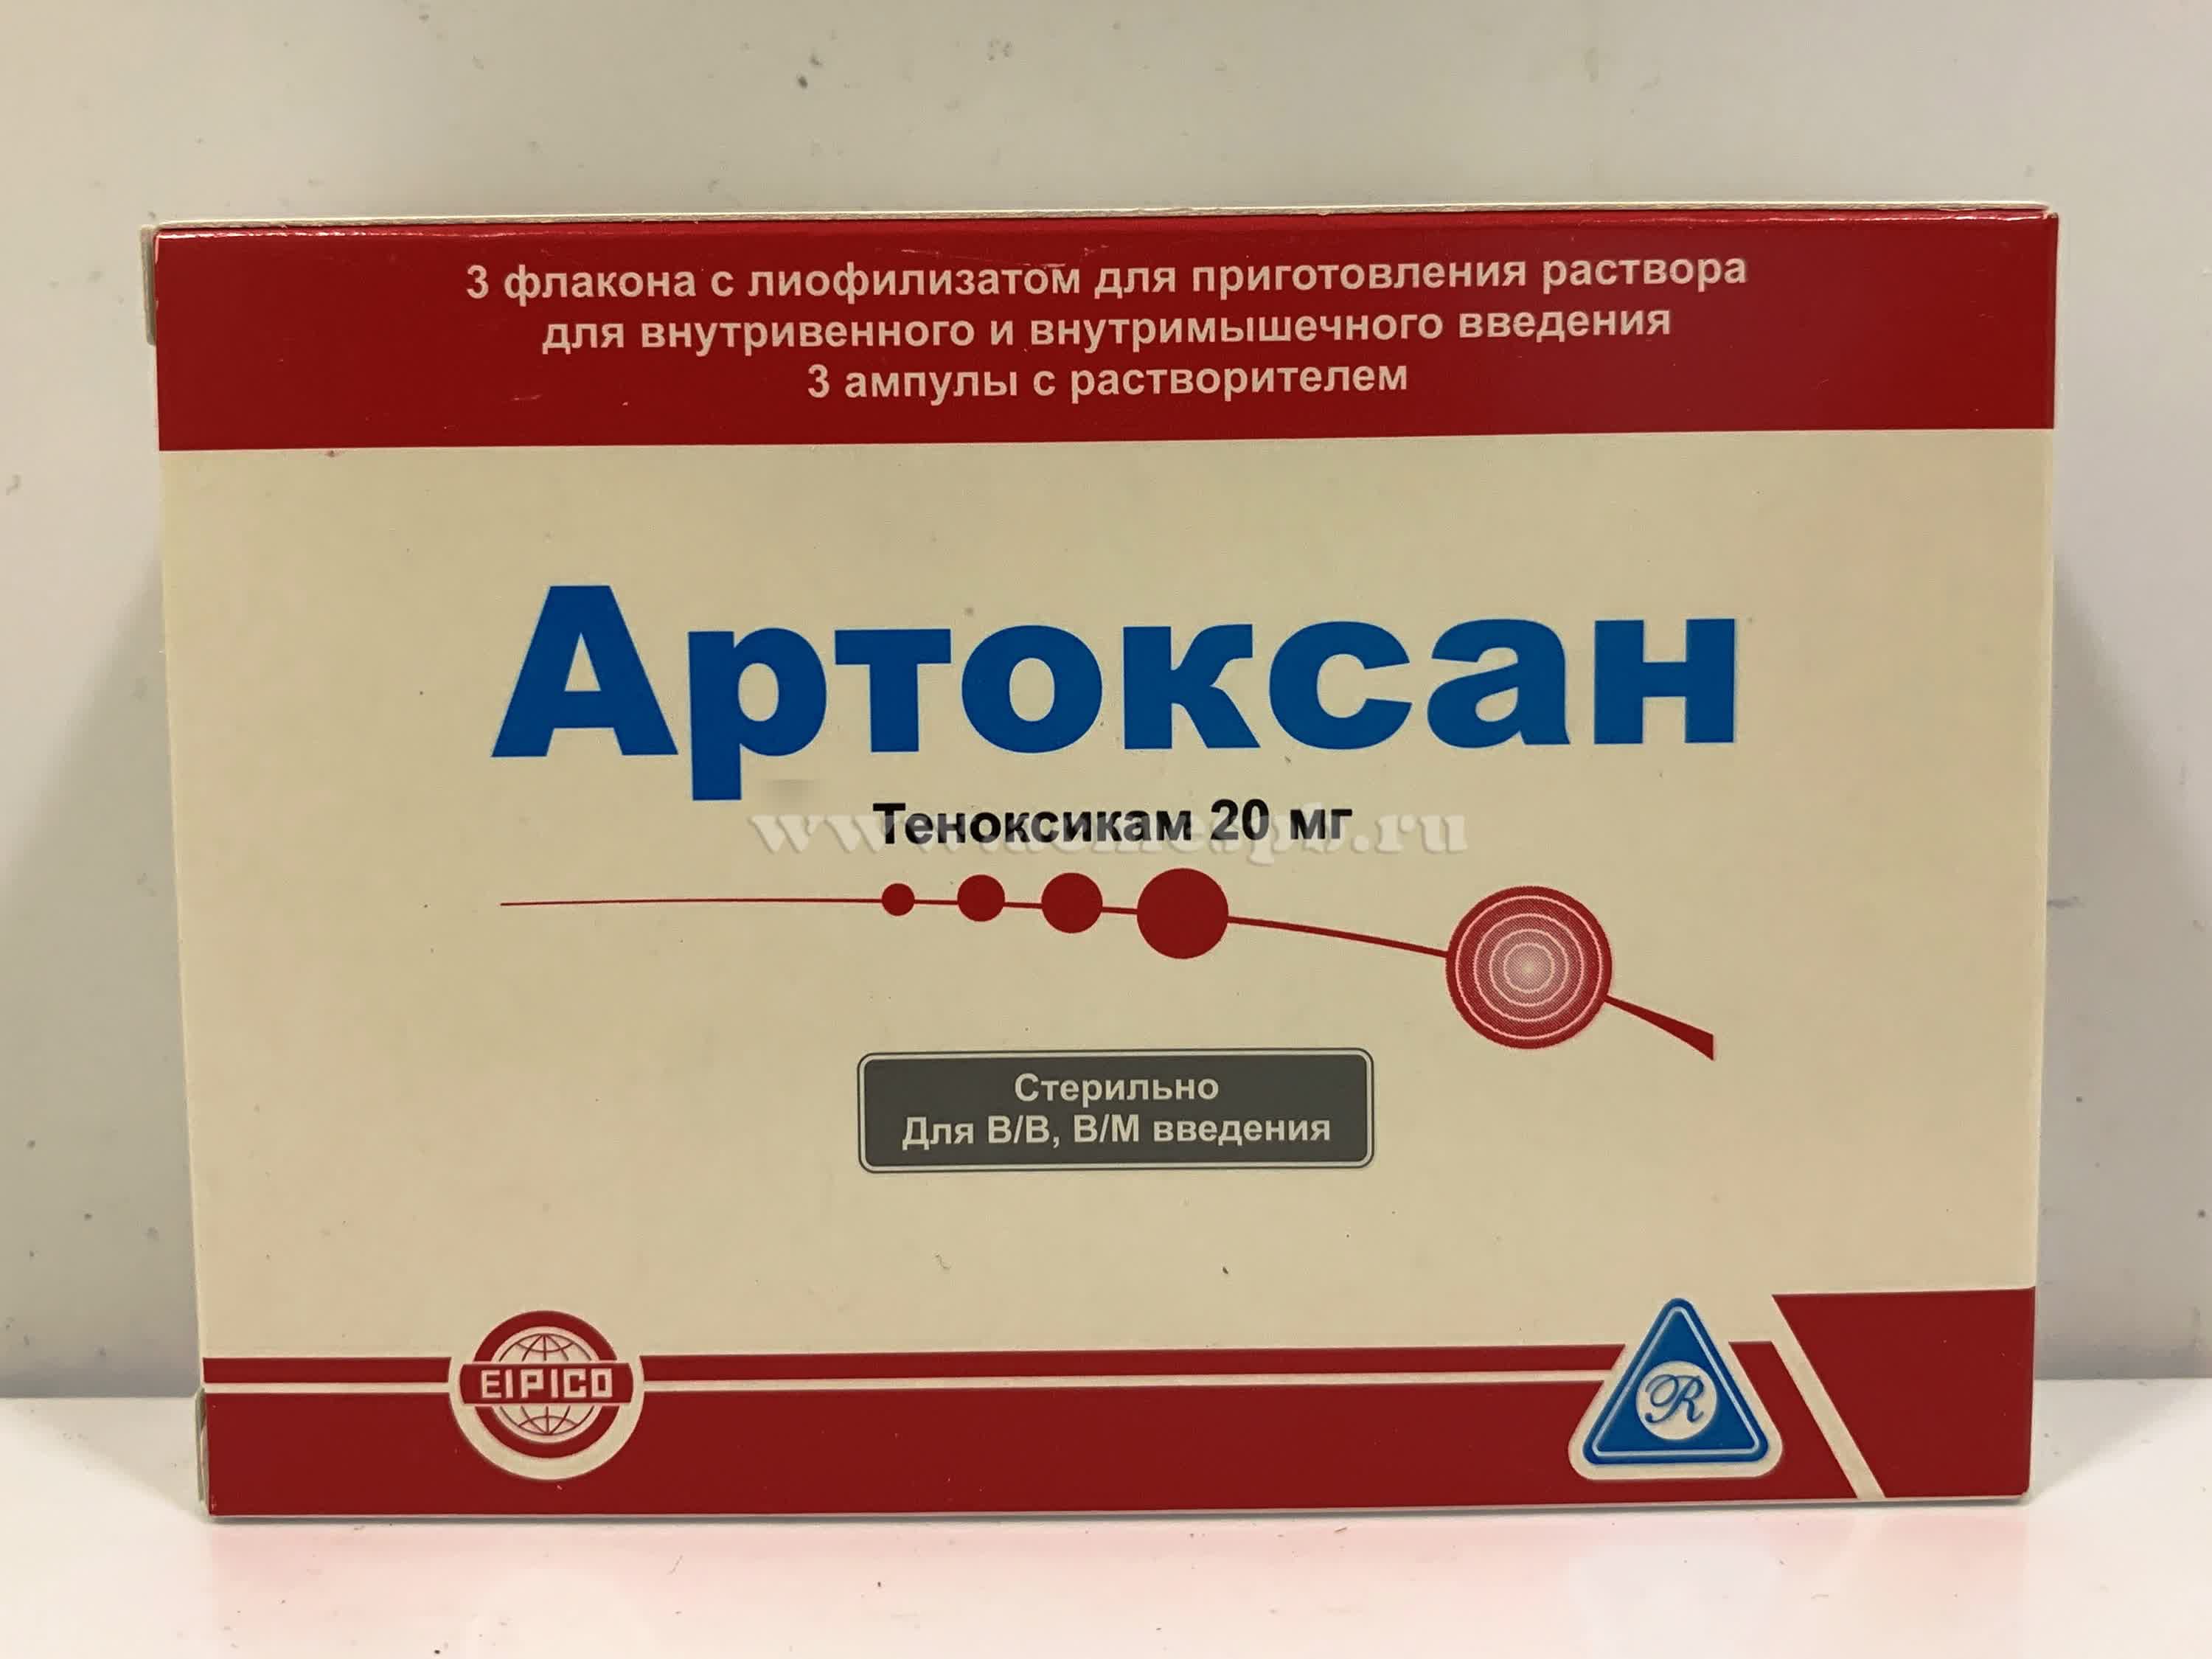 3 флакона с лиофилизатом для приготовления раствора
для внутривенного и внутримышечного введения
3 ампулы с растворителем
Артоксан
Теноксикам 20 мг
Стерильно
Для В/В, В/М введения
EIPICO
R